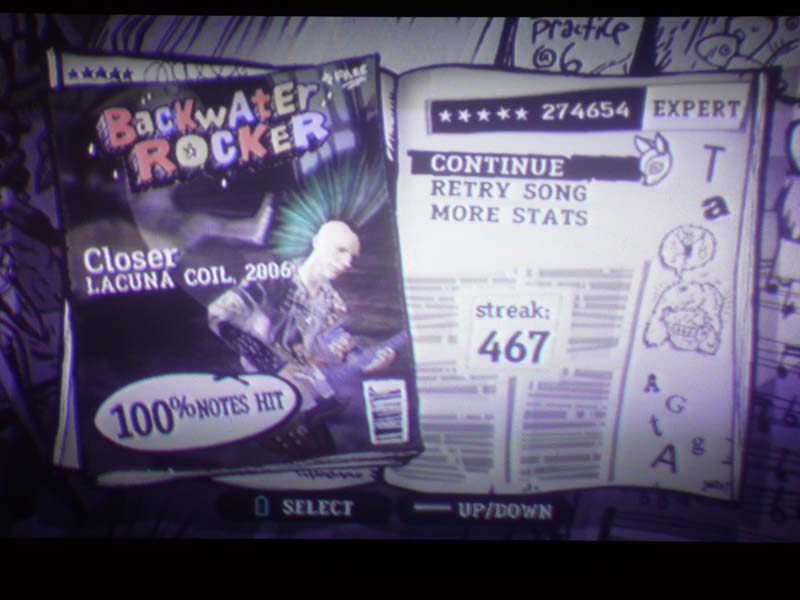 practice
★★★★★
BACKWATER
ROCKER
Closer
LACUNA COIL, 2006
100% NOTES HIT
★★★★★ 274654 EXPERT
CONTINUE
RETRY SONG
MORE STATS
streak:
467
T
a
A
G
t
g
A
SELECT
UP/DOWN